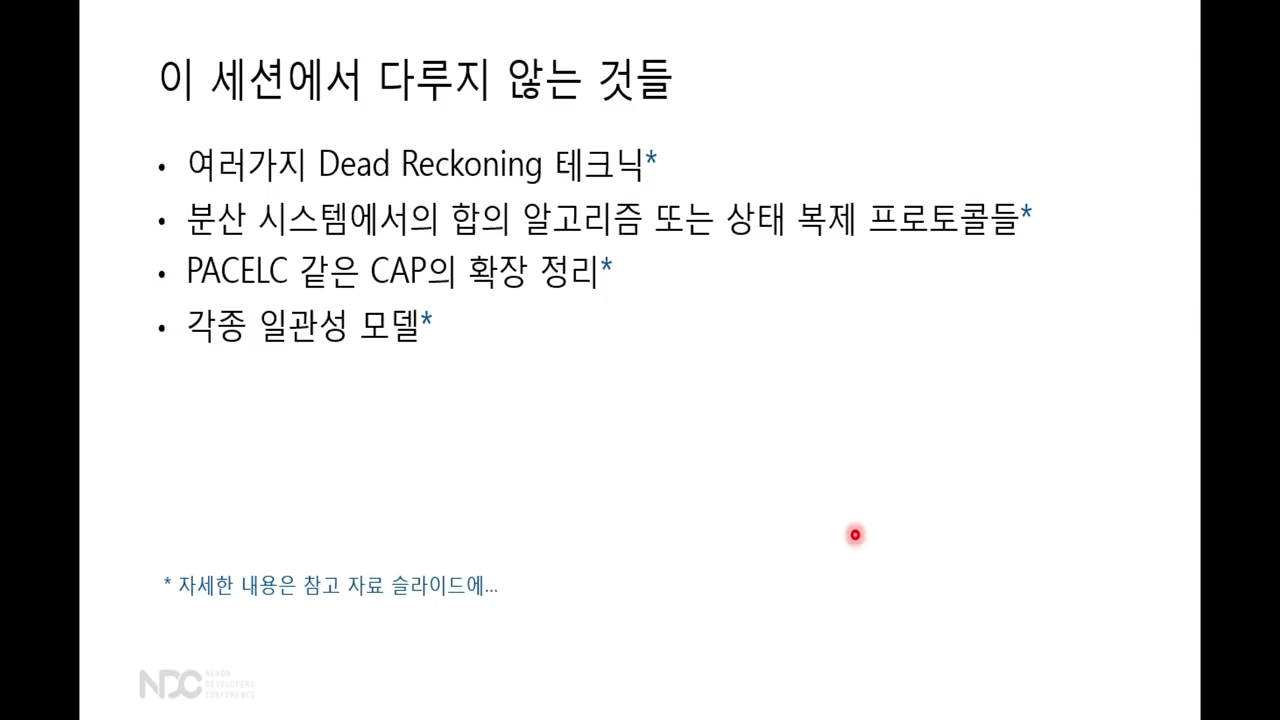 이 세션에서 다루지 않는 것들
• 여러가지 Dead Reckoning 테크닉*
• 분산 시스템에서의 합의 알고리즘 또는 상태 복제 프로토콜들*
• PACELC 같은 CAP의 확장 정리*
• 각종 일관성 모델*
* 자세한 내용은 참고 자료 슬라이드에...
NDC NEXON
DEVELOPERS
CONFERENCE